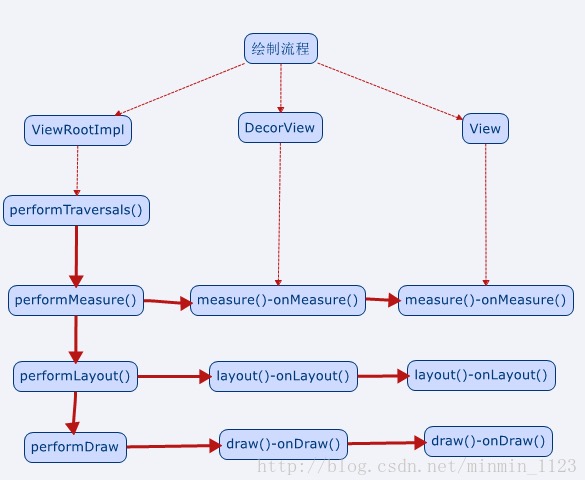 绘制流程
ViewRootImpl
DecorView
View
performTraversals()
performMeasure()
measure()-onMeasure()
measure()-onMeasure()
performLayout()
layout()-onLayout()
layout()-onLayout()
performDraw
draw()-onDraw()
draw()-onDraw()
http://blog.csdn.net/minmin_1123